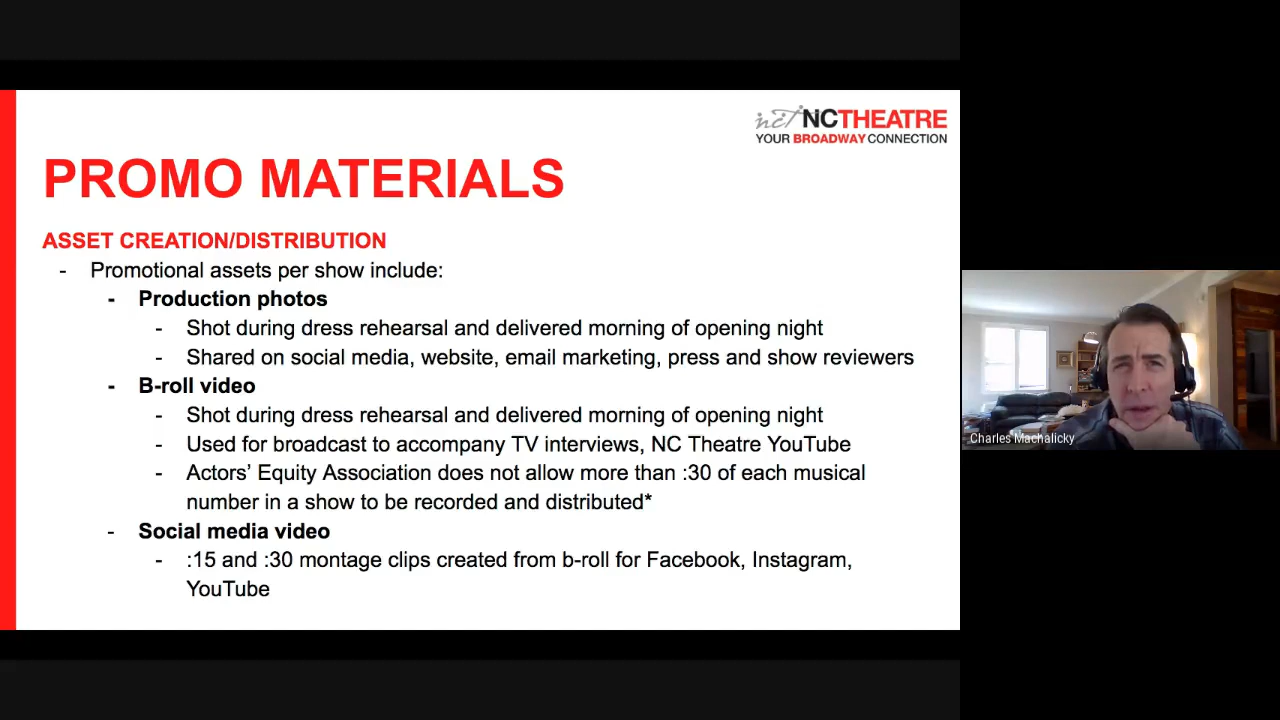 nct NCTHEATRE
YOUR BROADWAY CONNECTION
PROMO MATERIALS
ASSET CREATION/DISTRIBUTION
- Promotional assets per show include:
- Production photos
- Shot during dress rehearsal and delivered morning of opening night
- Shared on social media, website, email marketing, press and show reviewers
- B-roll video
- Shot during dress rehearsal and delivered morning of opening night
- Used for broadcast to accompany TV interviews, NC Theatre YouTube
- Actors’ Equity Association does not allow more than :30 of each musical
number in a show to be recorded and distributed*
- Social media video
- :15 and :30 montage clips created from b-roll for Facebook, Instagram,
YouTube
Charles Machalicky